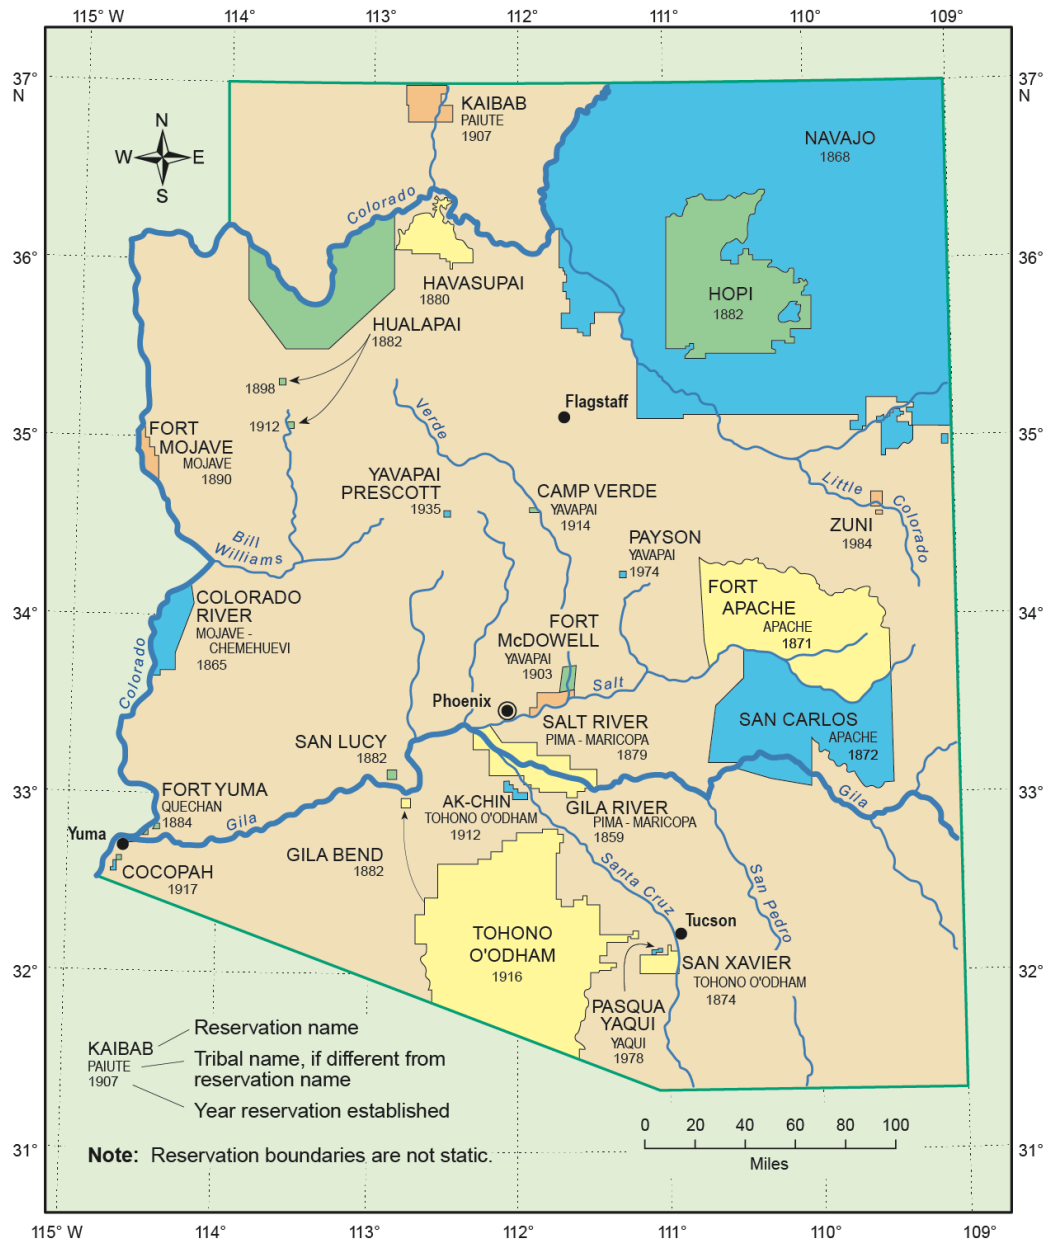 115° W
114°
113°
112°
111°
110°
109°
37°
N
37°
N
36°
36°
35°
35°
34°
34°
33°
33°
32°
32°
31°
31°
N
W
E
S
KAIBAB
PAIUTE
1907
NAVAJO
1868
Colorado
HAVASUPAI
1880
HOPI
1882
HUALAPAI
1882
1898
1912
Flagstaff
Verde
FORT
MOJAVE
MOJAVE
1890
YAVAPAI
PRESCOTT
1935
CAMP VERDE
YAVAPAI
1914
Little
Colorado
ZUNI
1984
Bill
Williams
PAYSON
YAVAPAI
1974
COLORADO
RIVER
MOJAVE -
CHEMEHUEVI
1865
FORT
APACHE
APACHE
1871
FORT
McDOWELL
YAVAPAI
1903
Colorado
Salt
Phoenix
SALT RIVER
PIMA - MARICOPA
1879
SAN CARLOS
APACHE
1872
SAN LUCY
1882
FORT YUMA
QUECHAN
1884
Gila
Gila
AK-CHIN
TOHONO O'ODHAM
1912
GILA RIVER
PIMA - MARICOPA
1859
Yuma
GILA BEND
1882
COCOPAH
1917
Santa Cruz
San Pedro
Tucson
TOHONO
O'ODHAM
1916
SAN XAVIER
TOHONO O'ODHAM
1874
PASQUA
YAQUI
YAQUI
1978
KAIBAB
PAIUTE
1907
Reservation name
Tribal name, if different from
reservation name
Year reservation established
Note: Reservation boundaries are not static.
0 20 40 60 80 100
Miles
115° W
114°
113°
112°
111°
110°
109°